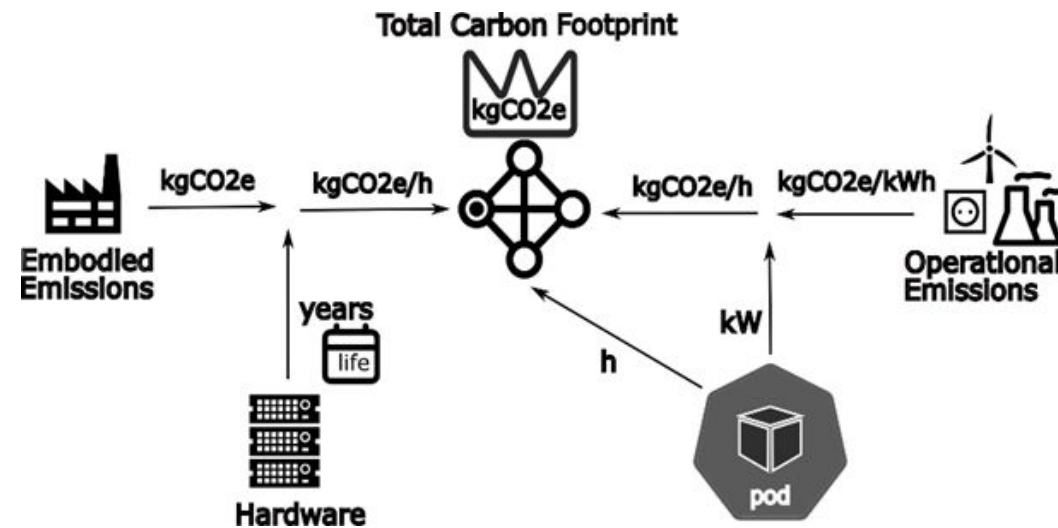 Total Carbon Footprint
kgCO2e
kgCO2e
kgCO2e/h
kgCO2e/h
kgCO2e/kWh
Embodied
Emissions
Operational
Emissions
years
life
h
kW
Hardware
pod